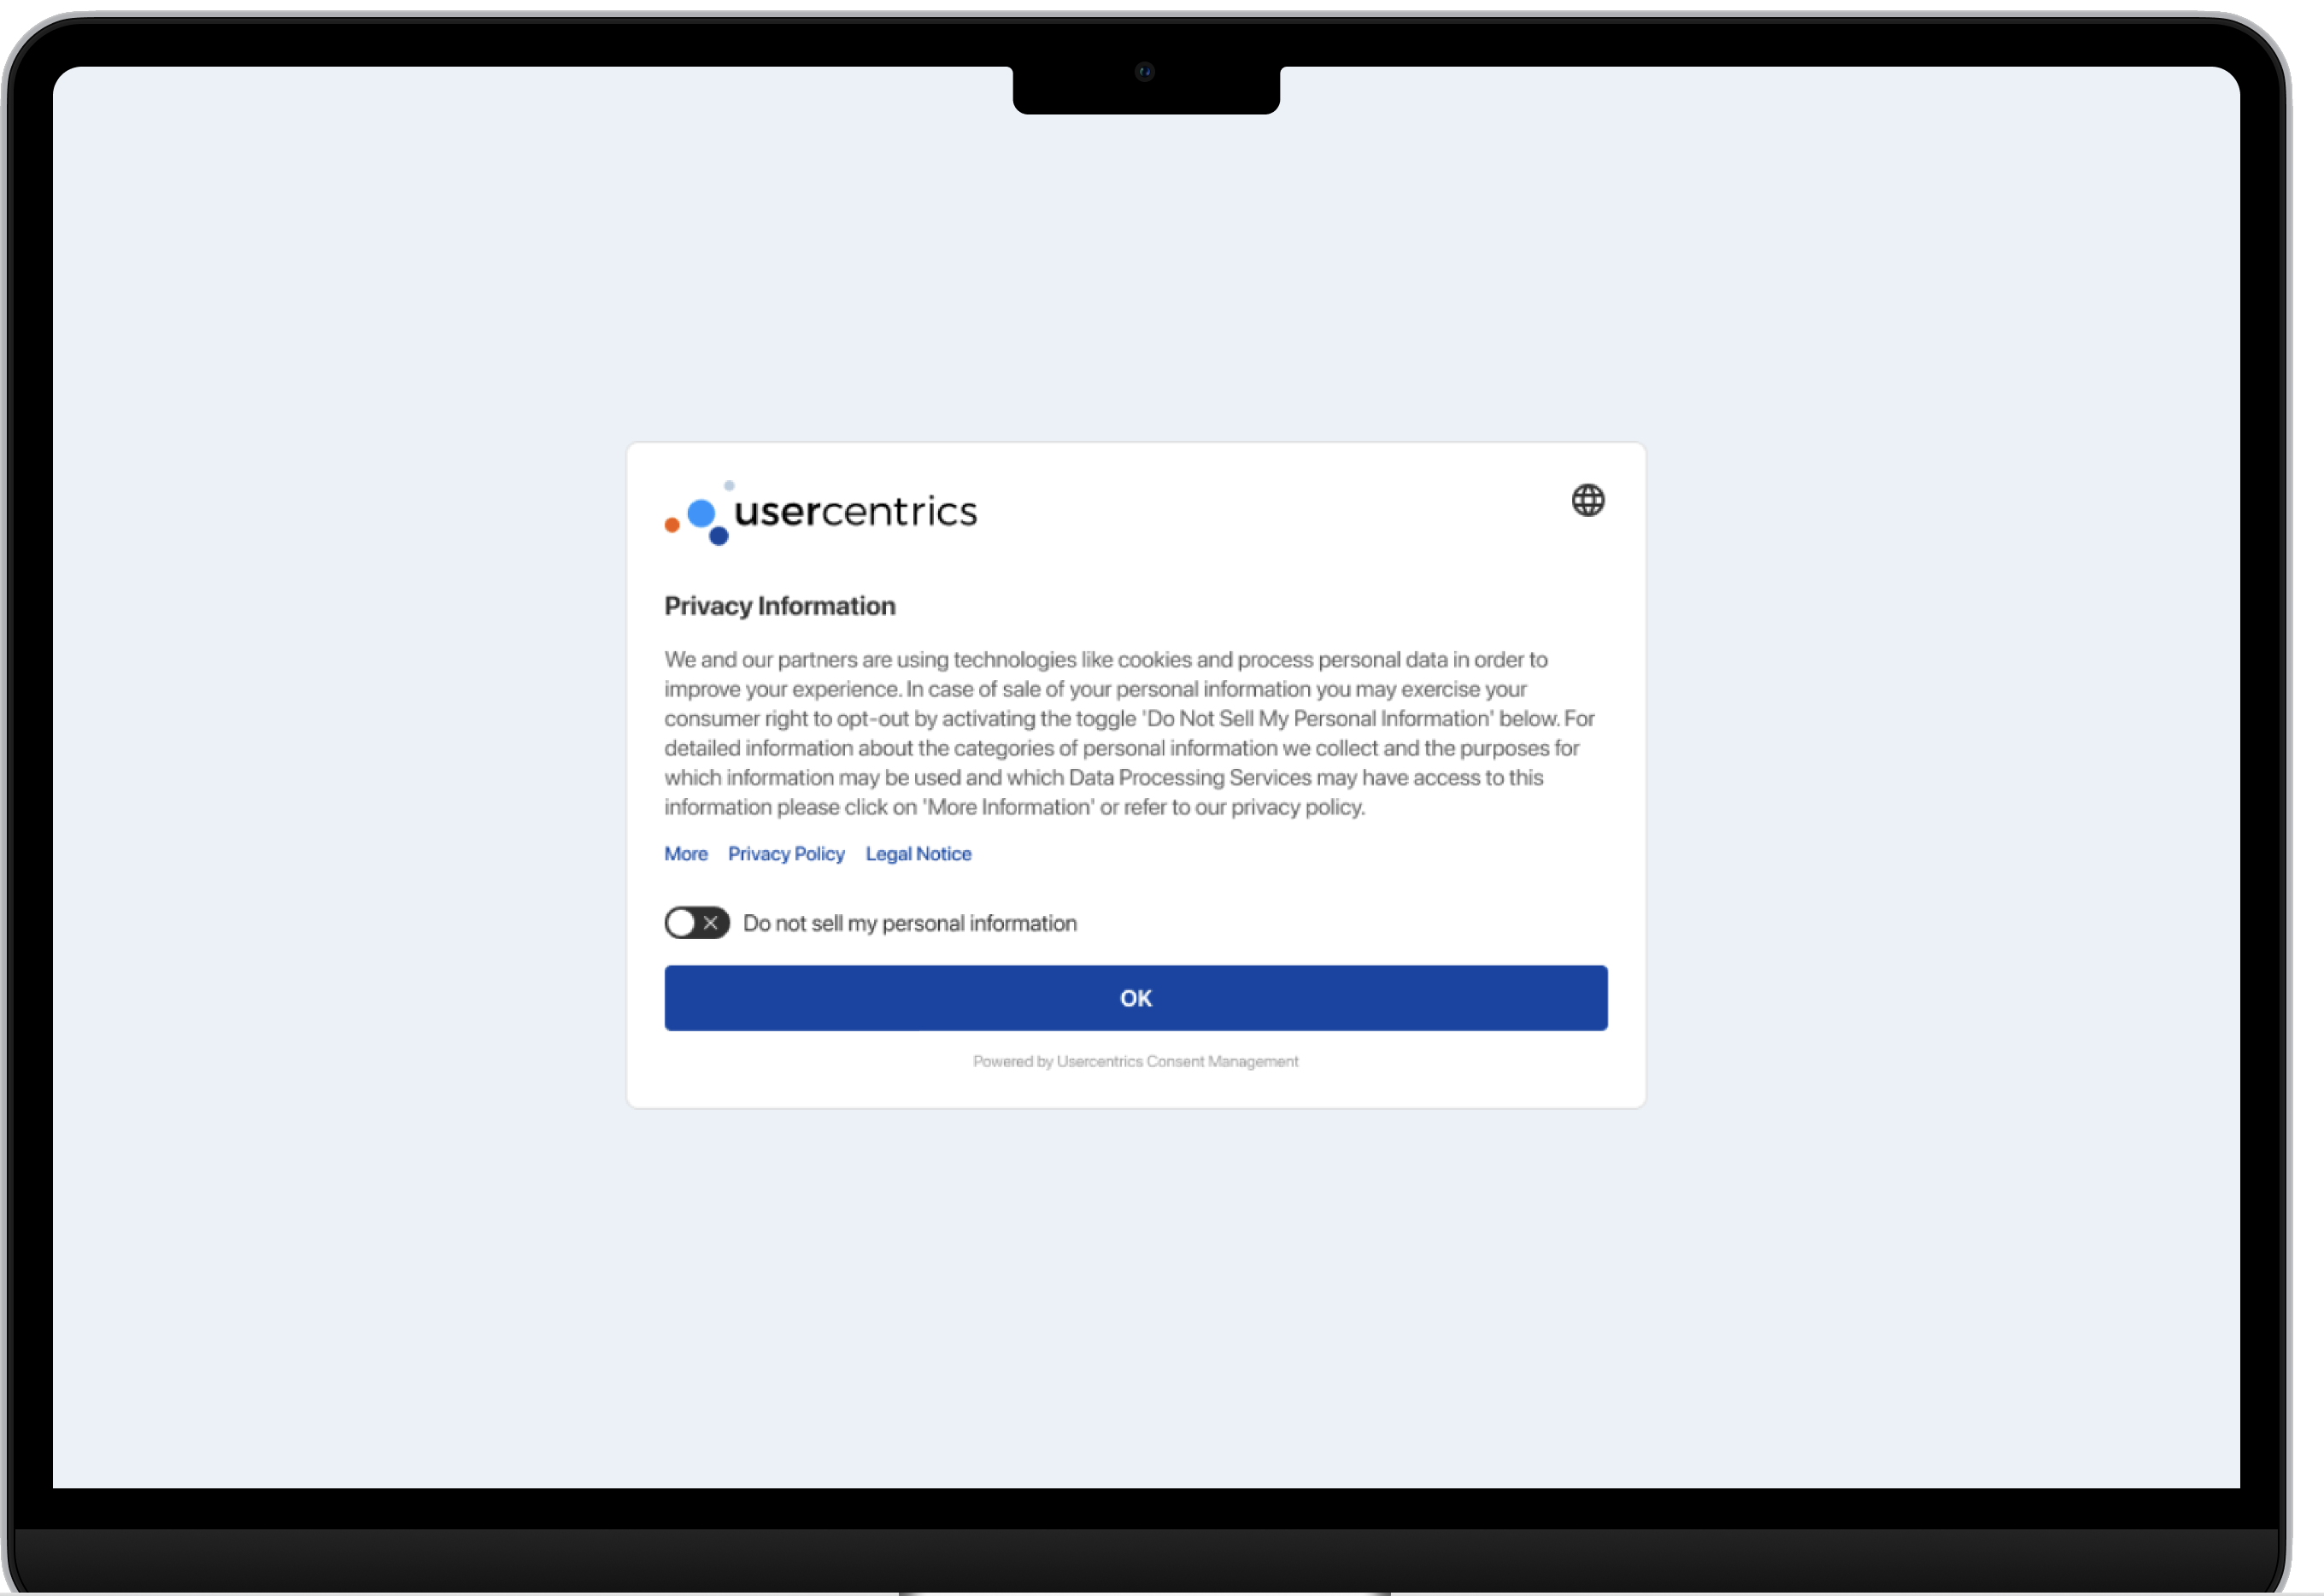 usercentrics
Privacy Information
We and our partners are using technologies like cookies and process personal data in order to
improve your experience. In case of sale of your personal information you may exercise your
consumer right to opt-out by activating the toggle 'Do Not Sell My Personal Information' below. For
detailed information about the categories of personal information we collect and the purposes for
which information may be used and which Data Processing Services may have access to this
information please click on 'More Information' or refer to our privacy policy.
More Privacy Policy Legal Notice
Do not sell my personal information
OK
Powered by Usercentrics Consent Management